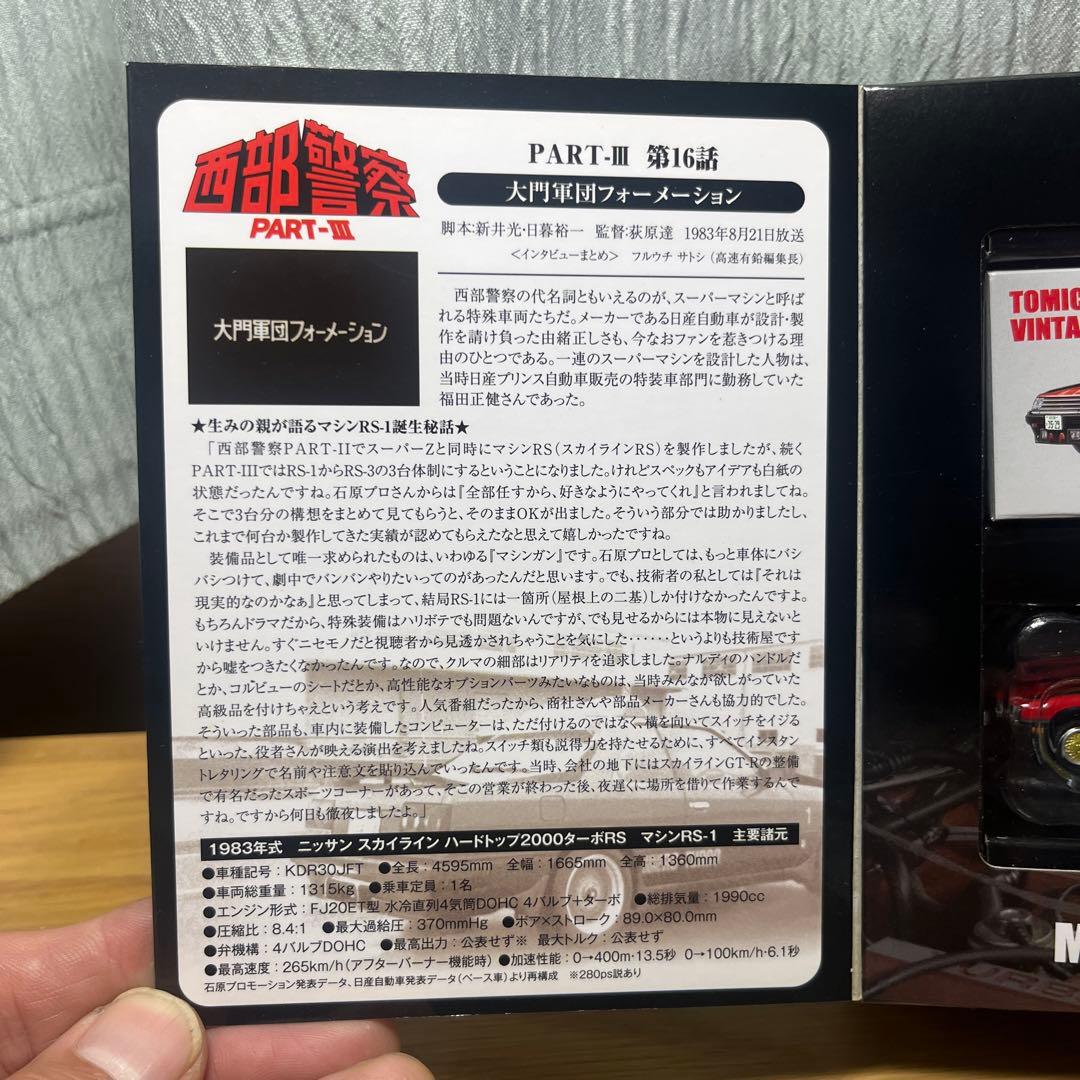 西部警察
PART-Ⅲ
PART-Ⅲ 第16話
大門軍団フォーメーション
脚本:新井光・日暮裕一 監督:荻原達 1983年8月21日放送
＜インタビューまとめ＞ フルウチ サトシ(高速有鉛編集長)
大門軍団フォーメーション
西部警察の代名詞ともいえるのが、スーパーマシンと呼ば
れる特殊車両たちだ。メーカーである日産自動車が設計・製
作を請け負った由緒正しさも、今なおファンを惹きつける理
由のひとつである。一連のスーパーマシンを設計した人物は、
当時日産プリンス自動車販売の特装車部門に勤務していた
福田正健さんであった。
★生みの親が語るマシンRS-1誕生秘話★
「西部警察PART-IIでスーパーZと同時にマシンRS(スカイラインRS)を製作しましたが、続く
PART-IIIではRS-1からRS-3の3台体制にするということになりました。けれどスペックもアイデアも白紙の
状態だったんですね。石原プロさんからは『全部任すから、好きなようにやってくれ』と言われましてね。
そこで3台分の構想をまとめて見てもらうと、そのままOKが出ました。そういう部分では助かりましたし、
これまで何台か製作してきた実績が認めてもらえたなと思えて嬉しかったですね。
装備品として唯一求められたものは、いわゆる『マシンガン』です。石原プロとしては、もっと車体にバシ
バシつけて、劇中でバンバンやりたいってのがあったんだと思います。でも、技術者の私としては『それは
現実的なのかなぁ』と思ってしまって、結局RS-1には一箇所(屋根上の二基)しか付けなかったんですよ。
もちろんドラマだから、特殊装備はハリボテでも問題ないんですが、でも見せるからには本物に見えないと
いけません。すぐニセモノだと視聴者から見透かされちゃうことを気にした……というよりも技術屋です
から嘘をつきたくなかったんです。なので、クルマの細部はリアリティを追求しました。ナルディのハンドルだ
とか、コルビューのシートだとか、高性能なオプションパーツみたいなものは、当時みんなが欲しがっていた
高級品を付けちゃえという考えです。人気番組だったから、商社さんや部品メーカーさんも協力的でした。
そういった部品も、車内に装備したコンピューターは、ただ付けるのではなく、横を向いてスイッチをイジる
といった、役者さんが映える演出を考えましたね。スイッチ類も説得力を持たせるために、すべてインスタン
トレタリングで名前や注意文を貼り込んでいったんです。当時、会社の地下にはスカイラインGT-Rの整備
で有名だったスポーツコーナーがあって、そこの営業が終わった後、夜遅くに場所を借りて作業するんで
すね。ですから何日も徹夜しましたよ。」
1983年式 ニッサン スカイライン ハードトップ2000ターボRS マシンRS-1 主要諸元
●車種記号：KDR30JFT ●全長：4595mm 全幅：1665mm 全高：1360mm
●車両総重量：1315kg ●乗車定員：1名
●エンジン形式：FJ20ET型 水冷直列4気筒DOHC 4バルブ+ターボ ●総排気量：1990cc
●圧縮比：8.4:1 ●最大過給圧：370mmHg ●ボア×ストローク：89.0×80.0mm
●弁機構：4バルブDOHC ●最高出力：公表せず※ 最大トルク：公表せず
●最高速度：265km/h(アフターバーナー機能時) ●加速性能：0→400m・13.5秒 0→100km/h・6.1秒
石原プロモーション発表データ、日産自動車発表データ(ベース車)より再構成 ※280ps説あり
TOMIC
VINTA
M